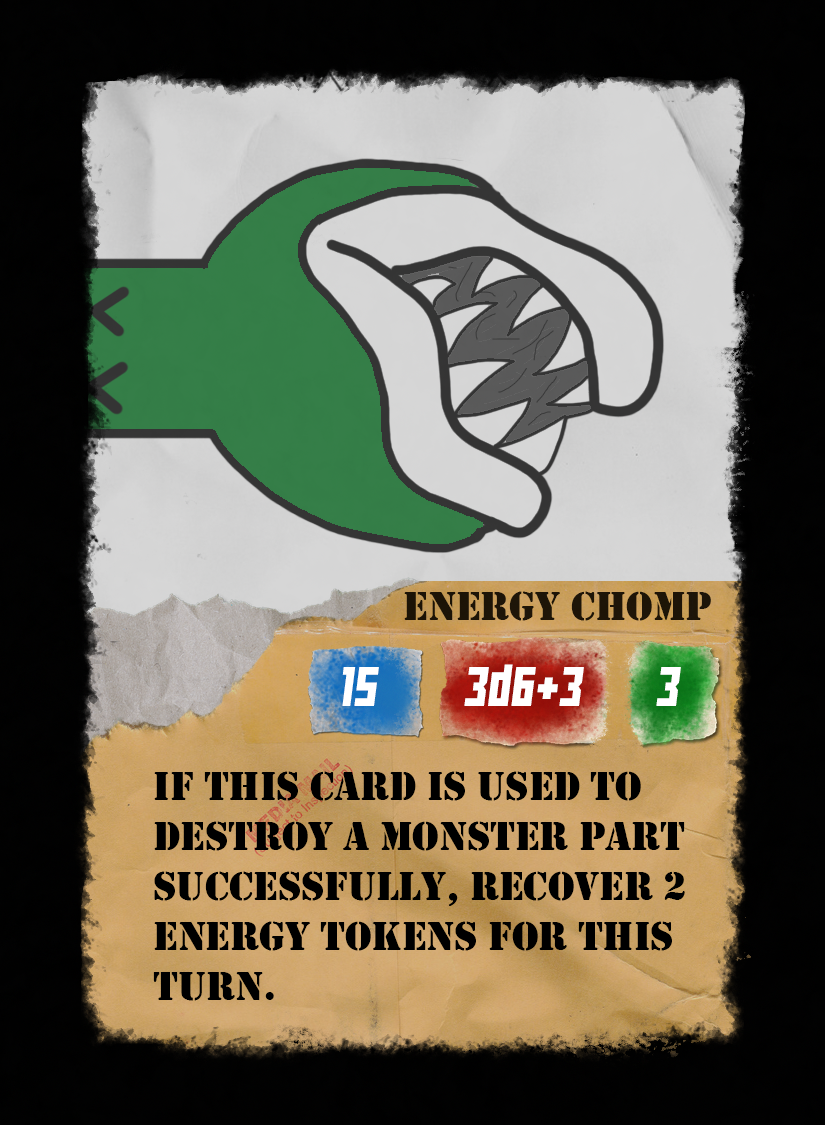 ENERGY CHOMP
15 3d6+3 3
IF THIS CARD IS USED TO
DESTROY A MONSTER PART
SUCCESSFULLY, RECOVER 2
ENERGY TOKENS FOR THIS
TURN.